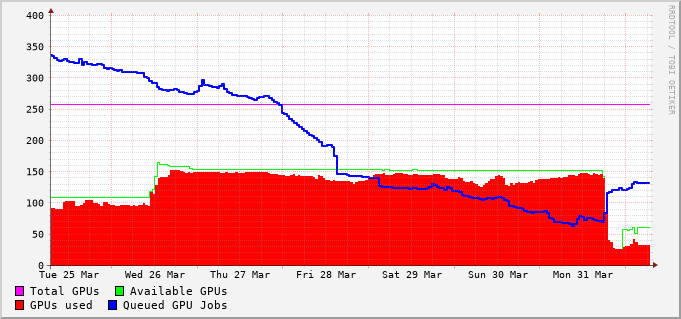 400
350
300
250
200
150
100
50
0
Tue 25 Mar Wed 26 Mar Thu 27 Mar Fri 28 Mar Sat 29 Mar Sun 30 Mar Mon 31 Mar
Total GPUs Available GPUs
GPUs used Queued GPU Jobs
RRDTOOL / TOBI OETIKER